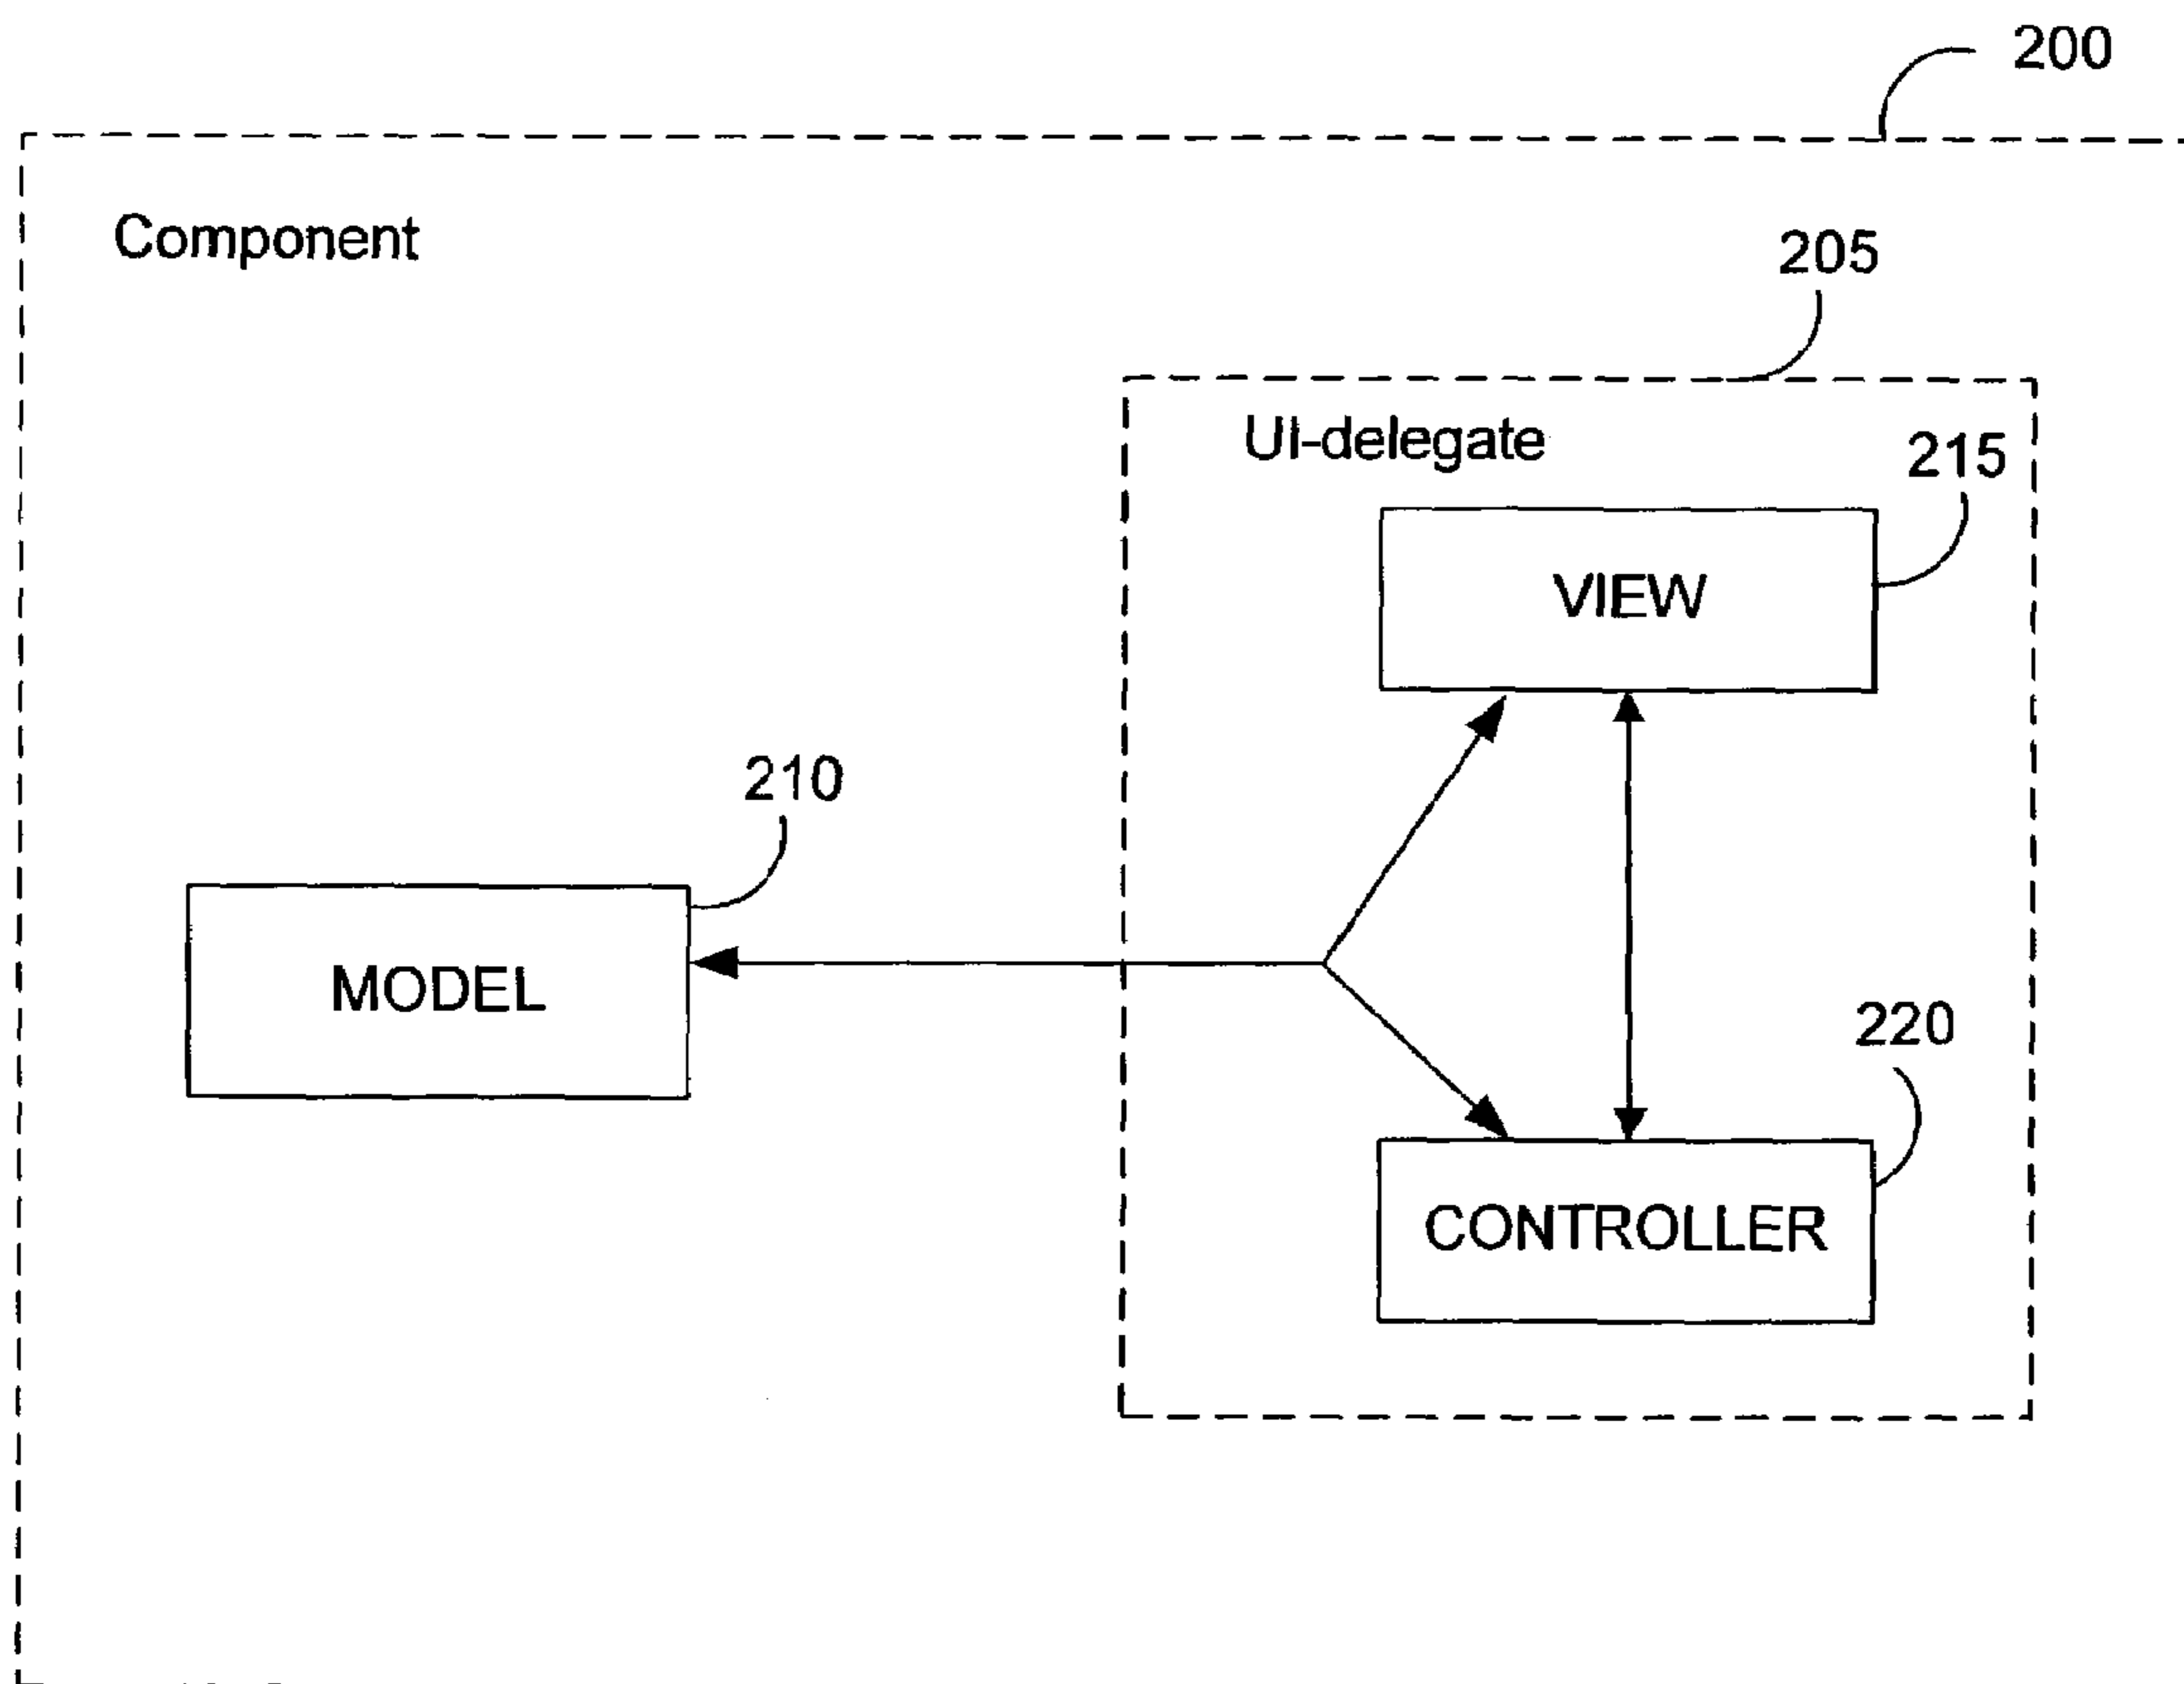 200
Component
205
UI-delegate
215
VIEW
210
MODEL
220
CONTROLLER